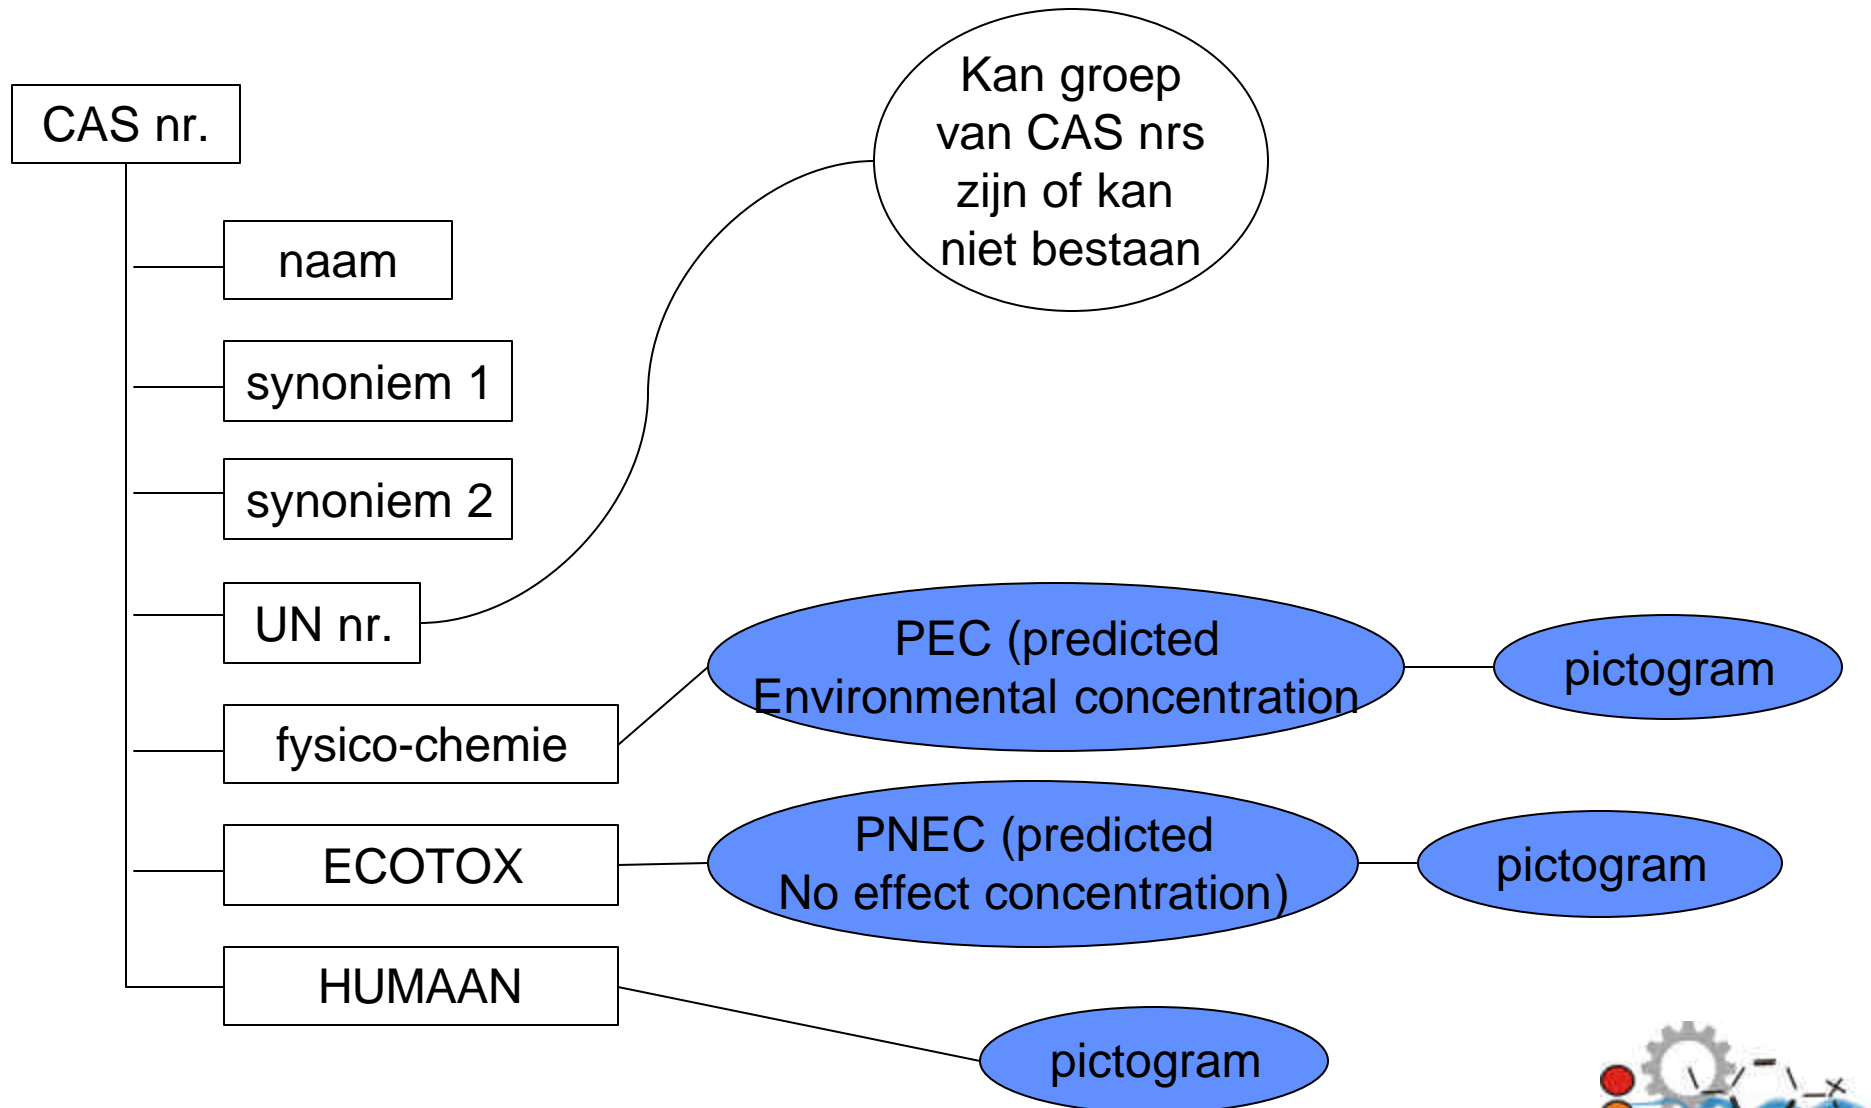 Kan groep
van CAS nrs
zijn of kan
niet bestaan
CAS nr.
naam
synoniem 1
synoniem 2
UN nr.
PEC (predicted
Environmental concentration
pictogram
fysico-chemie
PNEC (predicted
No effect concentration)
pictogram
ECOTOX
HUMAAN
pictogram